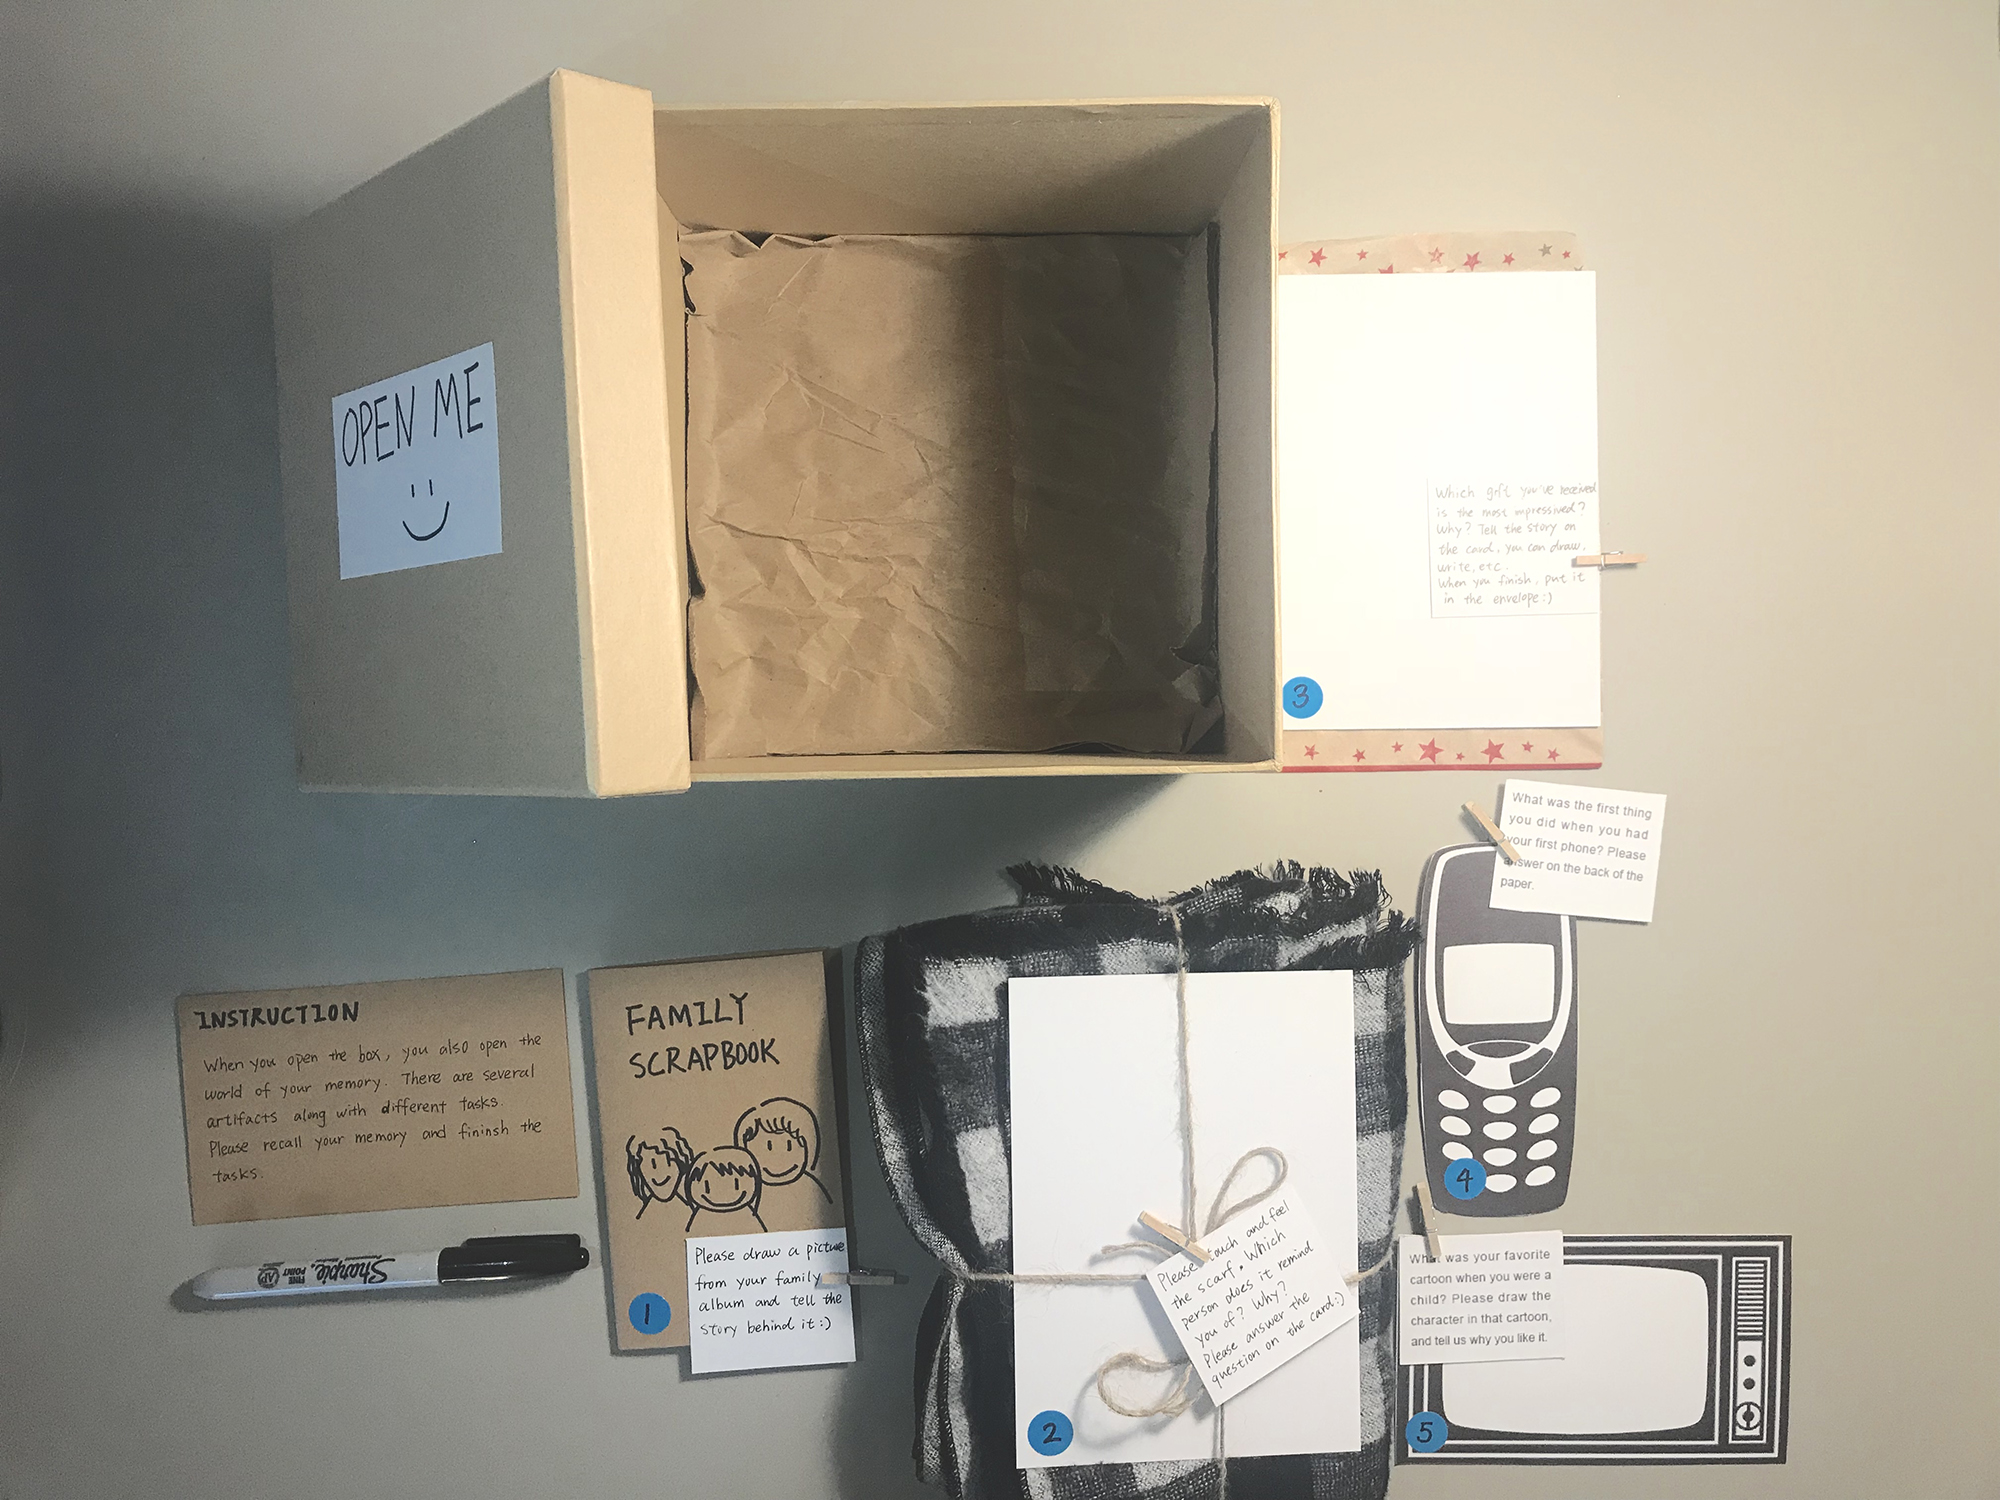 OPEN ME
Which gift you've received
is the most impressived?
Why? Tell the story on
the card, you can draw,
write, etc.
When you finish, put it
in the envelope:)
3
What was the first thing
you did when you had
your first phone? Please
answer on the back of the
paper.
4
INSTRUCTION
When you open the box, you also open the
world of your memory. There are several
artifacts along with different tasks.
Please recall your memory and fininsh the
tasks.
Sharpie.
FINE
POINT
AP
FAMILY
SCRAPBOOK
Please draw a picture
from your family
album and tell the
story behind it:)
1
Please touch and feel
the scarf. Which
person does it remind
you of? Why?
Please answer the
question on the card:)
2
What was your favorite
cartoon when you were a
child? Please draw the
character in that cartoon,
and tell us why you like it.
5